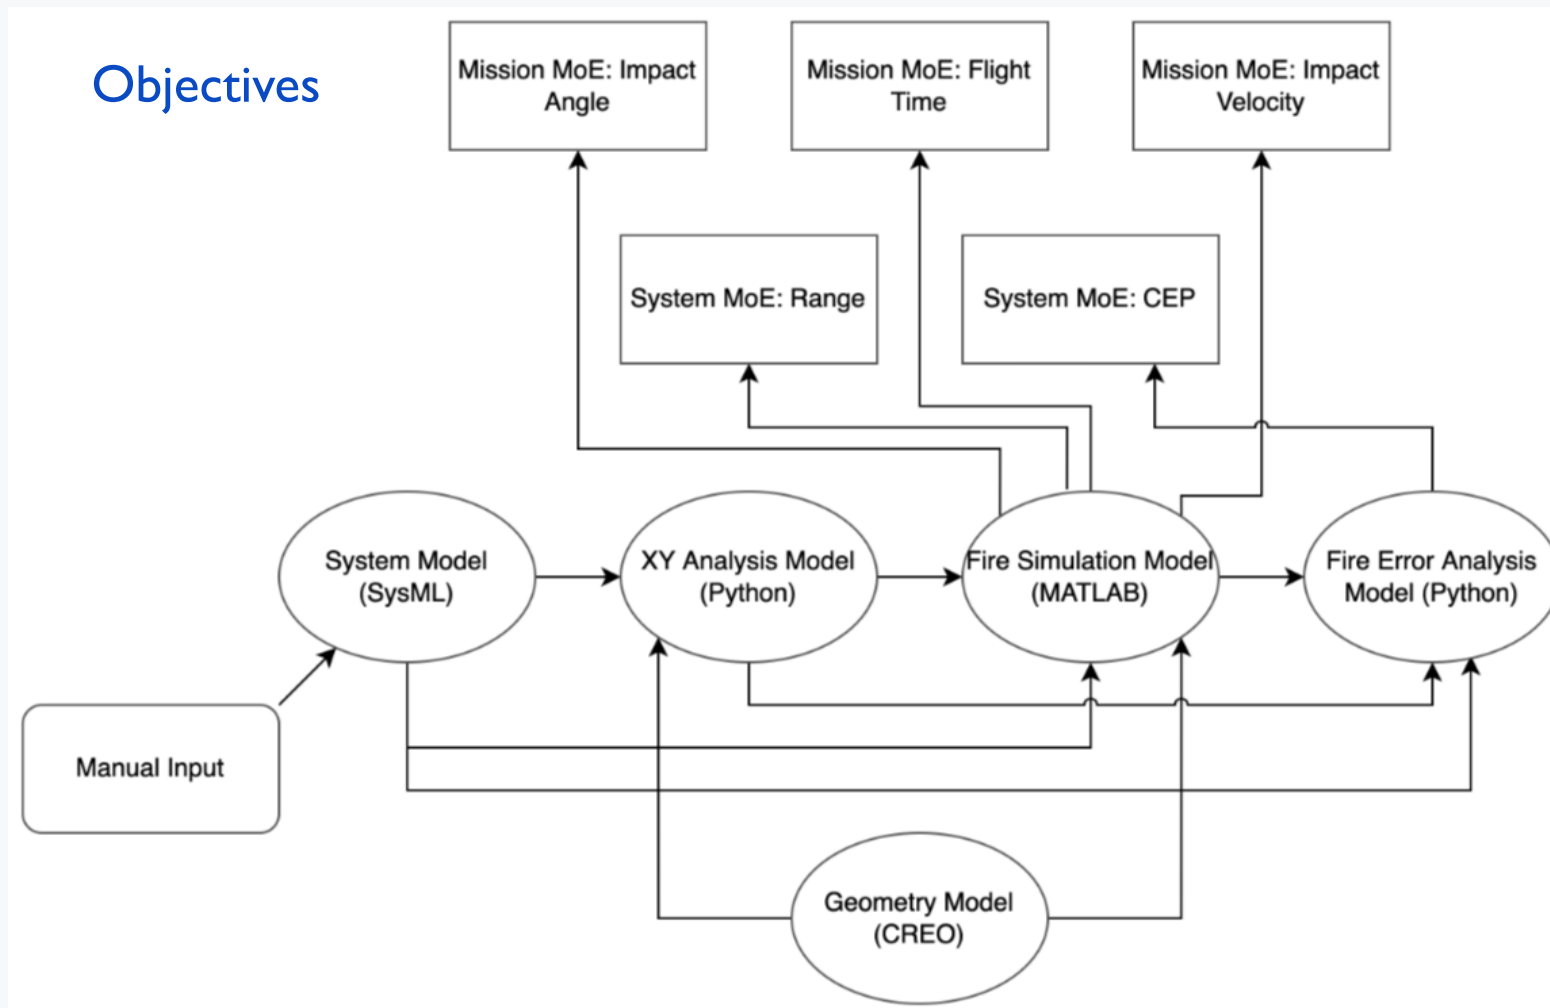 Objectives
Mission MoE: Impact
Angle
Mission MoE: Flight
Time
Mission MoE: Impact
Velocity
System MoE: Range
System MoE: CEP
System Model
(SysML)
XY Analysis Model
(Python)
Fire Simulation Model
(MATLAB)
Fire Error Analysis
Model (Python)
Manual Input
Geometry Model
(CREO)